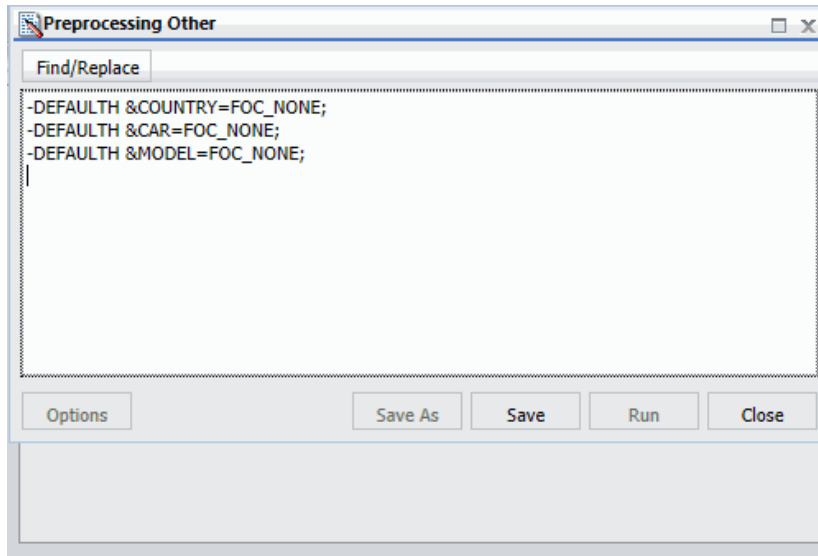 Preprocessing Other
Find/Replace
-DEFAULTH &COUNTRY=FOC_NONE;
-DEFAULTH &CAR=FOC_NONE;
-DEFAULTH &MODEL=FOC_NONE;
Options Save As Save Run Close